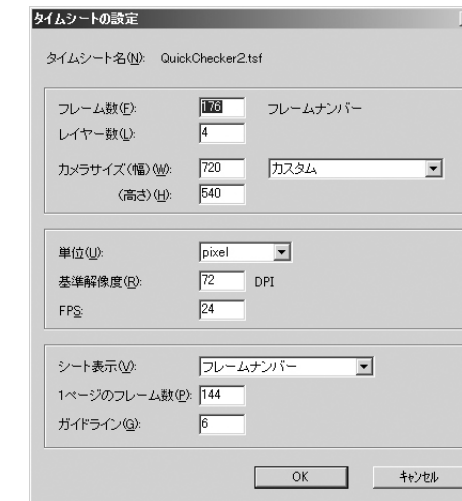 タイムシートの設定
タイムシート名(N): QuickChecker2.tsf
フレーム数(F): 176 フレームナンバー
レイヤー数(L): 4
カメラサイズ(幅)(W): 720 カスタム
(高さ)(H): 540
単位(U): pixel
基準解像度(R): 72 DPI
FPS: 24
シート表示(V): フレームナンバー
1ページのフレーム数(P): 144
ガイドライン(G): 6
OK キャンセル